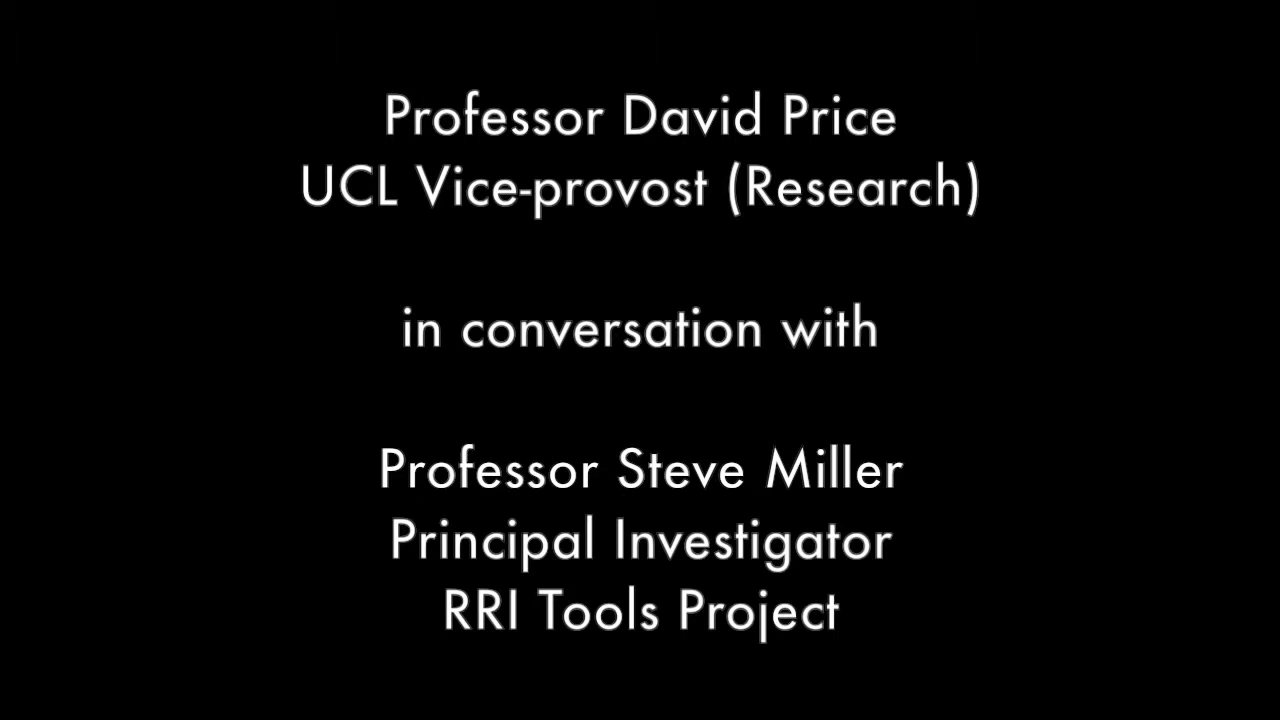 Professor David Price
UCL Vice-provost (Research)
in conversation with
Professor Steve Miller
Principal Investigator
RRI Tools Project